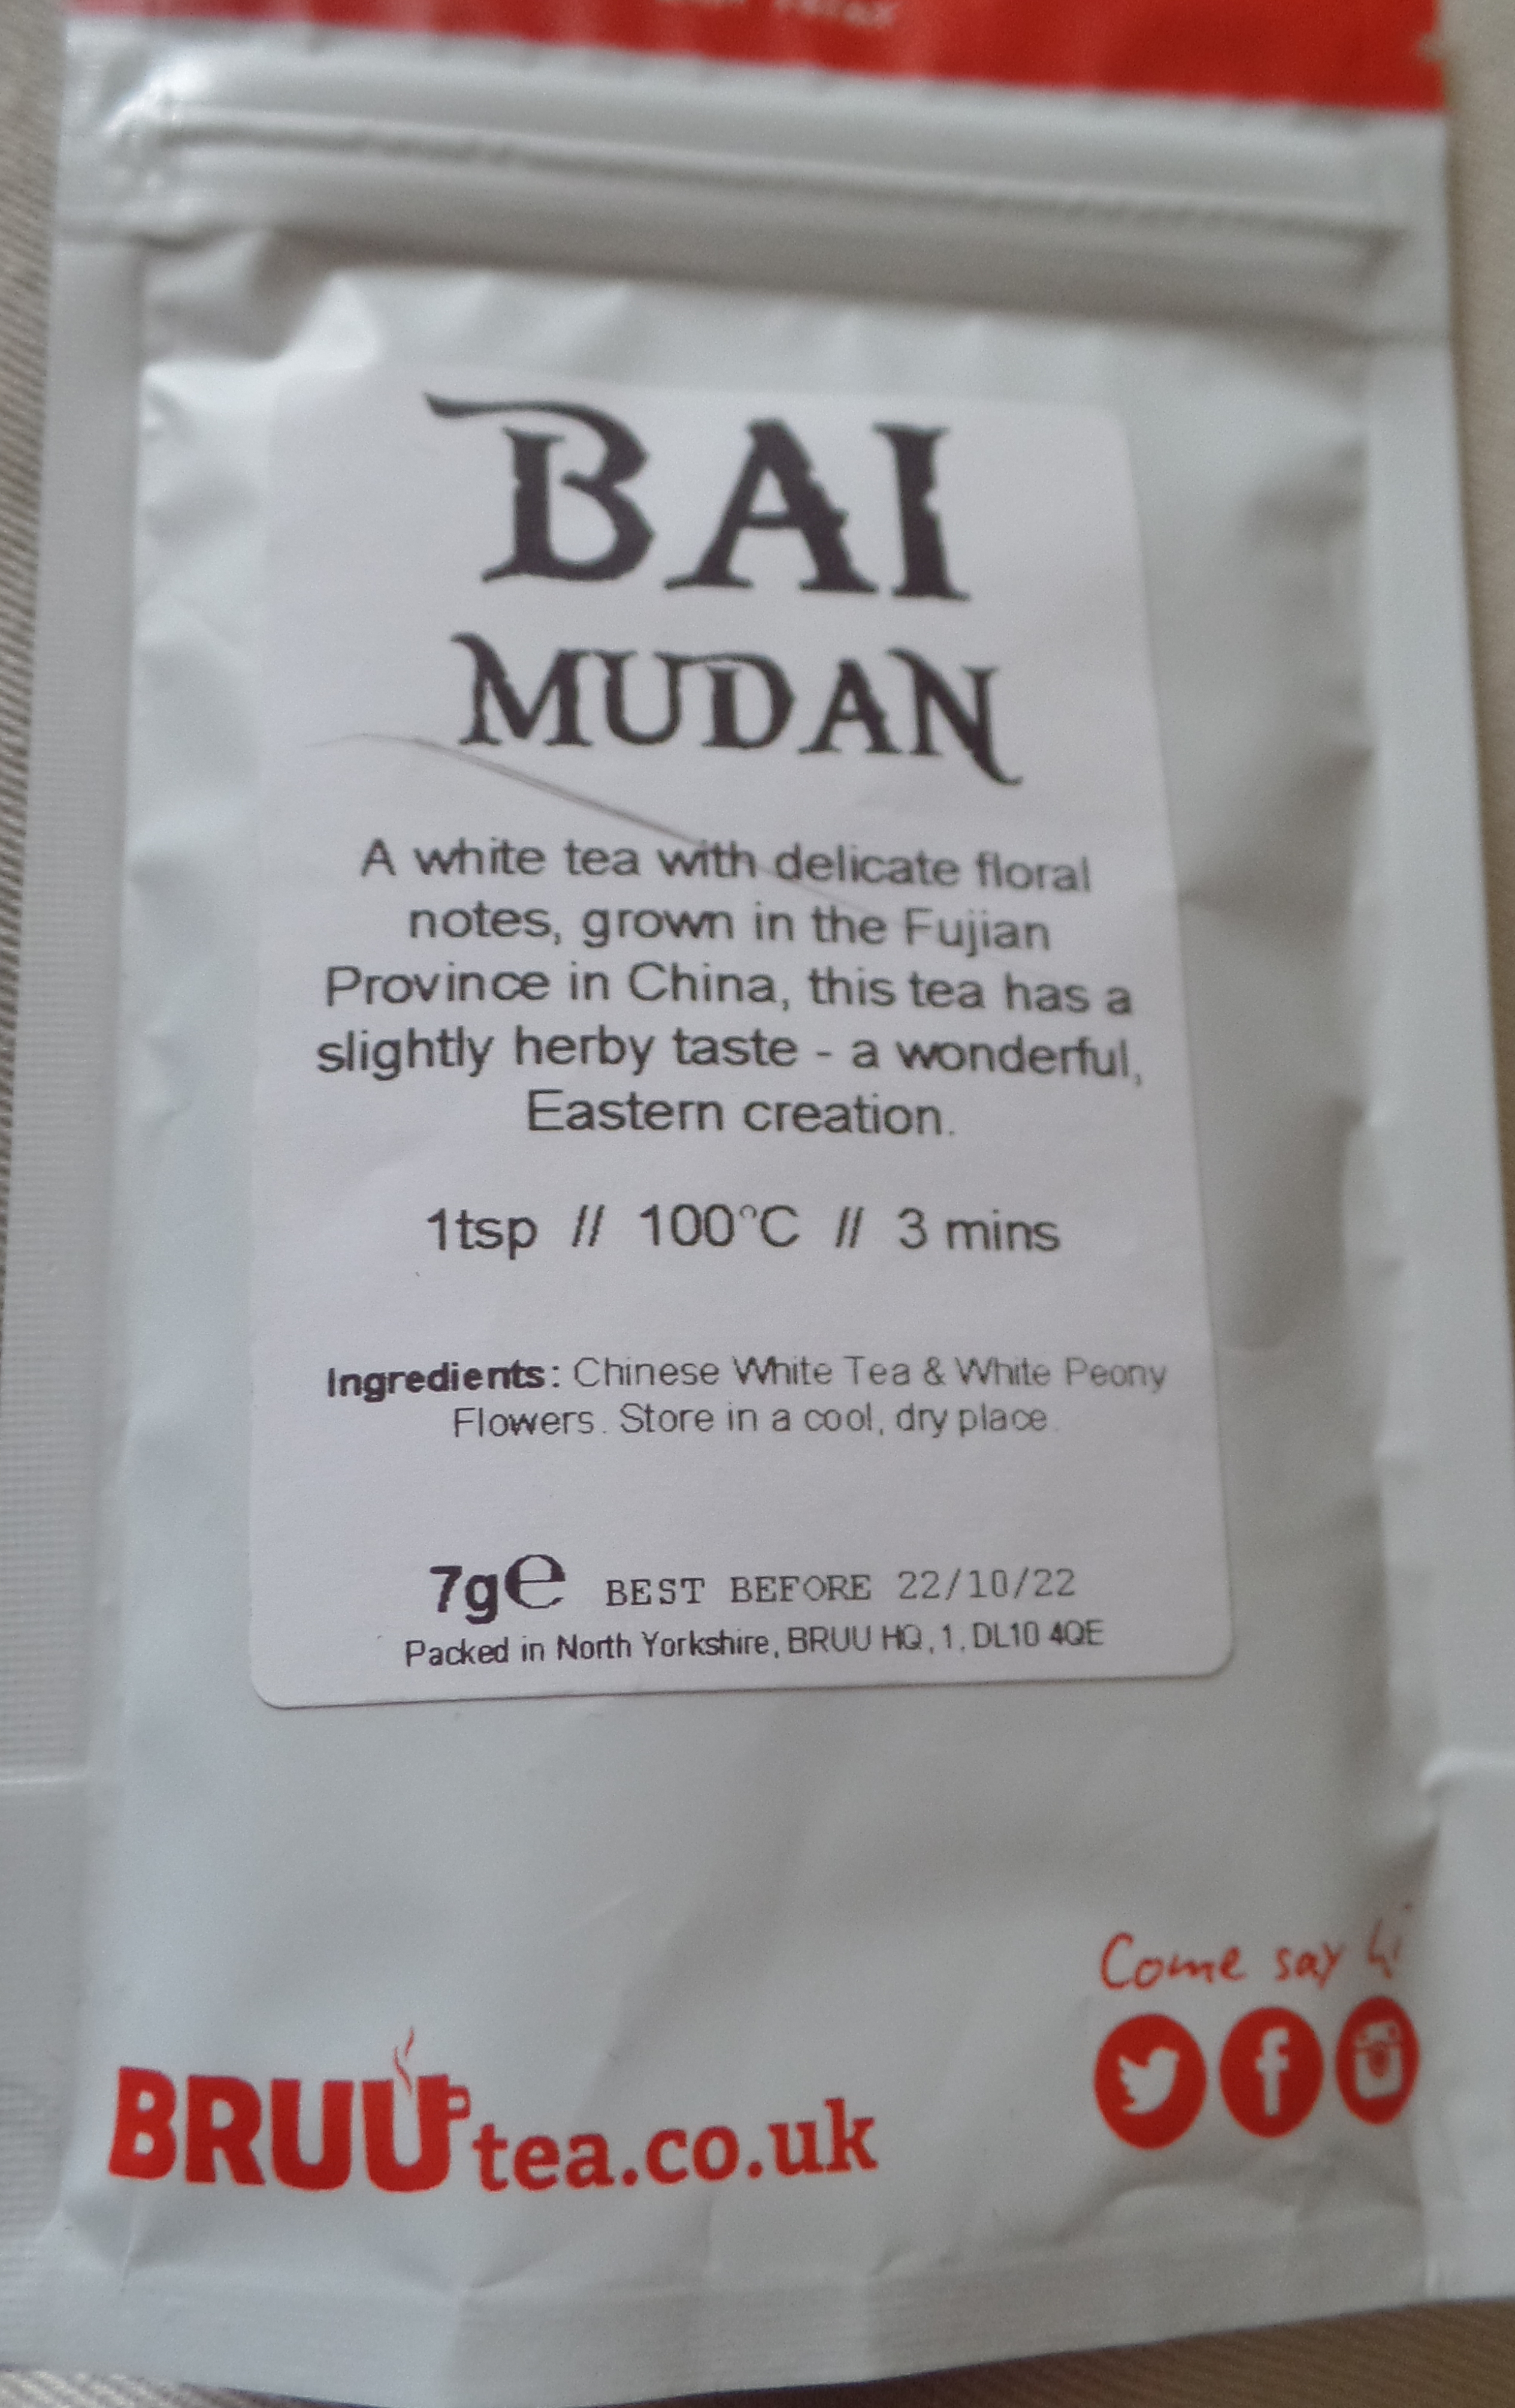 BAI
MUDAN
A white tea with delicate floral
notes, grown in the Fujian
Province in China, this tea has a
slightly herby taste - a wonderful,
Eastern creation.
1tsp // 100°C // 3 mins
Ingredients: Chinese White Tea & White Peony
Flowers. Store in a cool, dry place.
7g℮ BEST BEFORE 22/10/22
Packed in North Yorkshire, BRUU HQ, 1, DL10 4QE
Come say hi
BRUU tea.co.uk